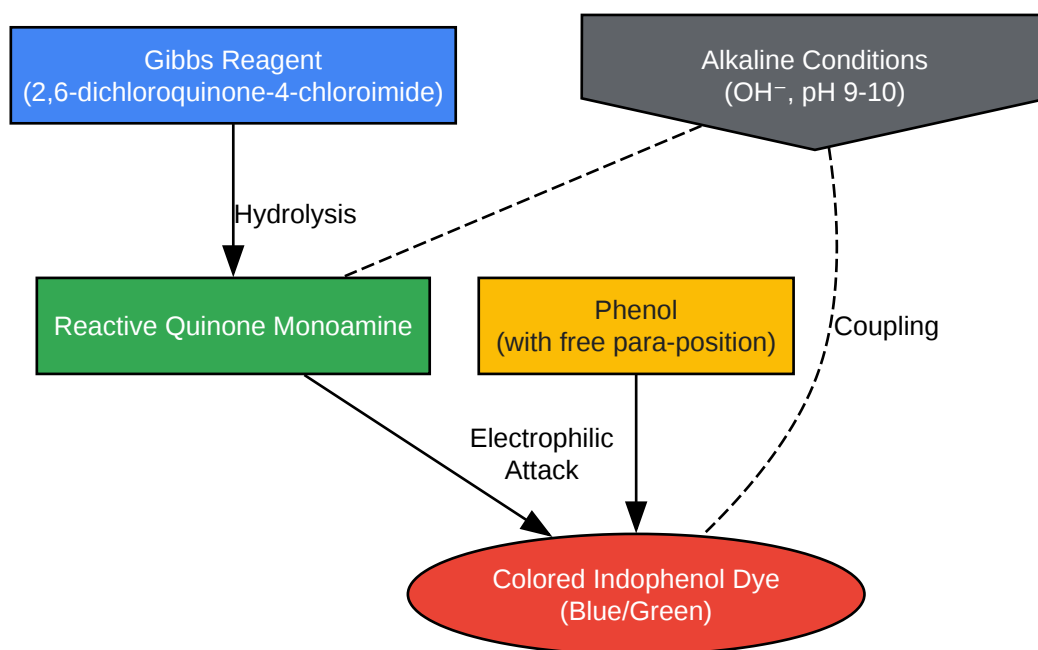 Gibbs Reagent
(2,6-dichloroquinone-4-chloroimide)
Alkaline Conditions
(OH⁻, pH 9-10)
Hydrolysis
Reactive Quinone Monoamine
Phenol
(with free para-position)
Coupling
Electrophilic
Attack
Colored Indophenol Dye
(Blue/Green)